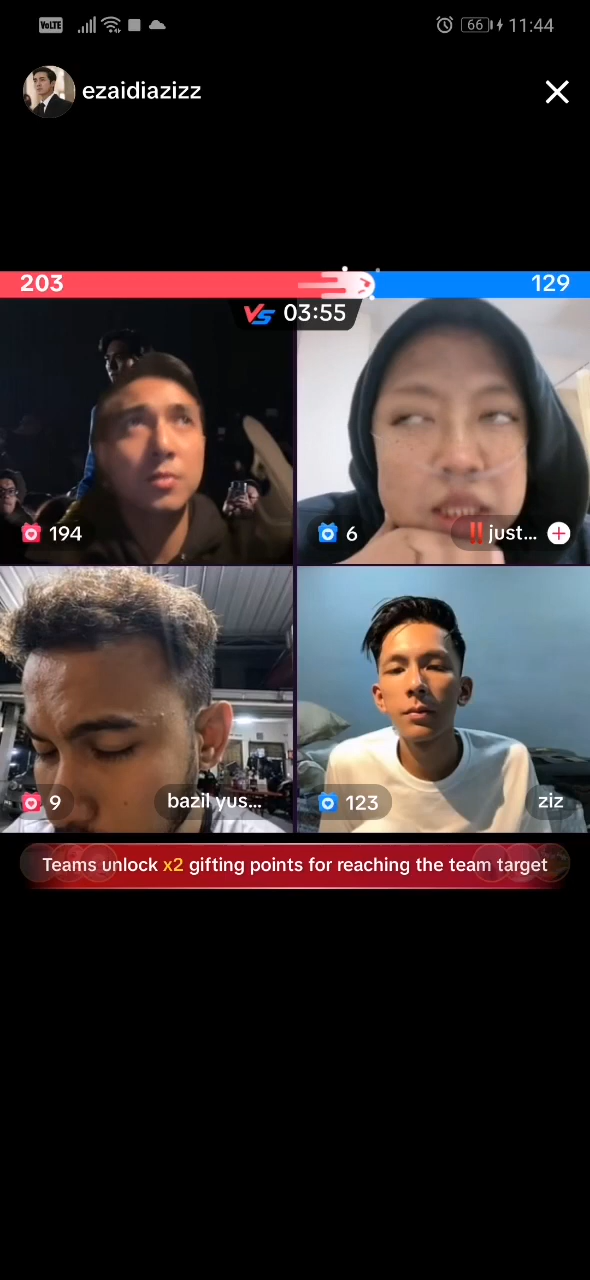 VoLTE 66 11:44
ezaidiazizz
203 129
VS 03:55
194
6 just...
9 bazil yus...
123 ziz
Teams unlock x2 gifting points for reaching the team target